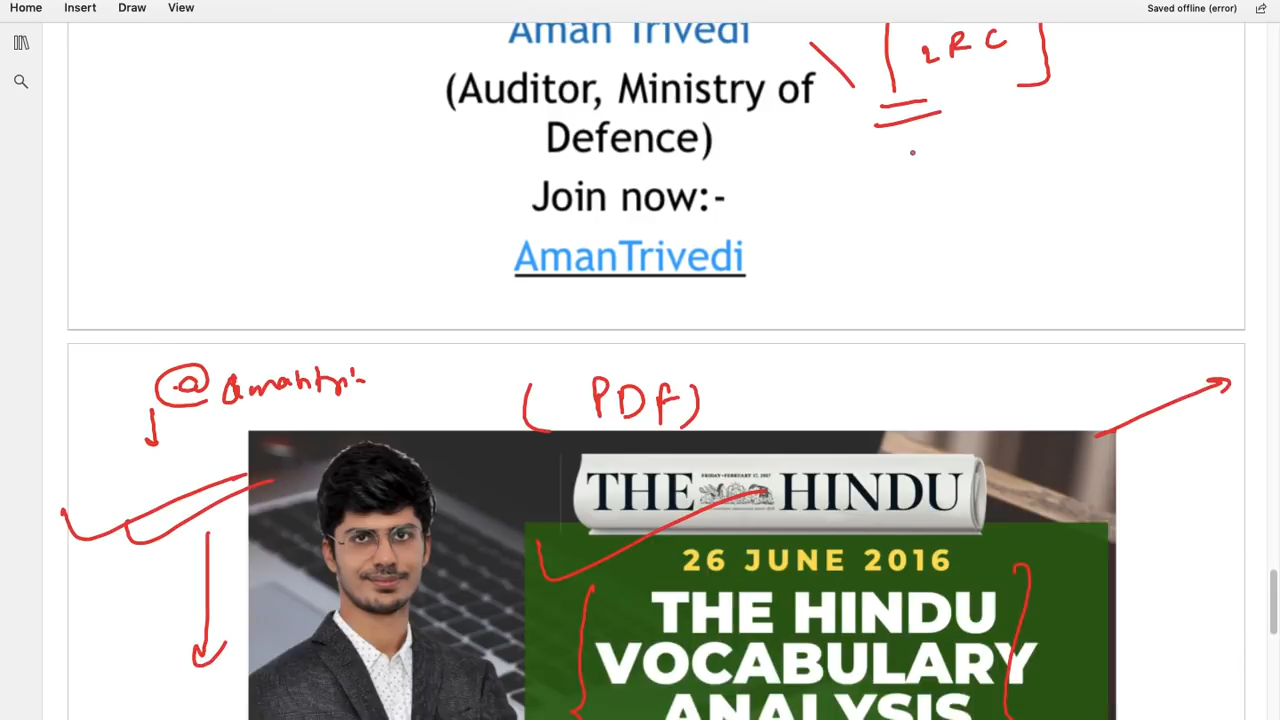 Home Insert Draw View Saved offline (error)
Aman Trivedi
2RC
(Auditor, Ministry of
Defence)
Join now:-
AmanTrivedi
(PDF)
THE HINDU
26 JUNE 2016
THE HINDU
VOCABULARY
ANALYSIS